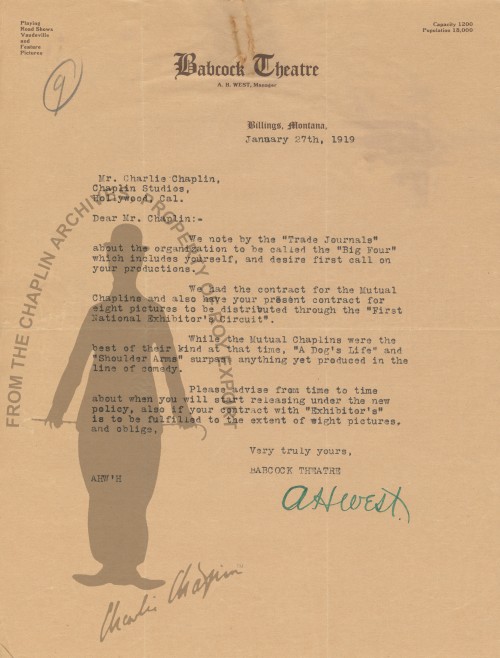 Playing
Road Shows
Vaudeville
and
Feature
Pictures
Capacity 1200
Population 18,000
9
Babcock Theatre
A. H. WEST, Manager
Billings, Montana,
January 27th, 1919
Mr. Charlie Chaplin,
Chaplin Studios,
Hollywood, Cal.
Dear Mr. Chaplin:-
We note by the "Trade Journals"
about the organization to be called the "Big Four"
which includes yourself, and desire first call on
your productions.
We had the contract for the Mutual
Chaplins and also have your present contract for
eight pictures to be distributed through the "First
National Exhibitor's Circuit".
While the Mutual Chaplins were the
best of their kind at that time, "A Dog's Life" and
"Shoulder Arms" surpass anything yet produced in the
line of comedy.
Please advise from time to time
about when you will start releasing under the new
policy, also if your contract with "Exhibitor's"
is to be fulfilled to the extent of eight pictures.
and oblige,
Very truly yours,
BABCOCK THEATRE
AHW'H
AHWEST.
FROM THE CHAPLIN ARCHIVES PROPERTY OF ROY EXPORT
Charlie Chaplin